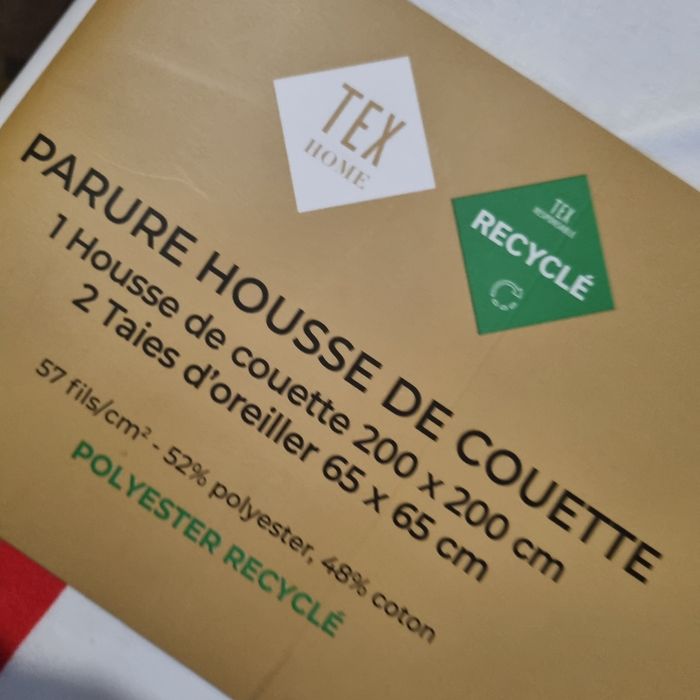 TEX
HOME
TEX
RESPONSABLE
RECYCLÉ
PARURE HOUSSE DE COUETTE
1 Housse de couette 200 x 200 cm
2 Taies d'oreiller 65 x 65 cm
57 fils/cm² - 52% polyester, 48% coton
POLYESTER RECYCLÉ